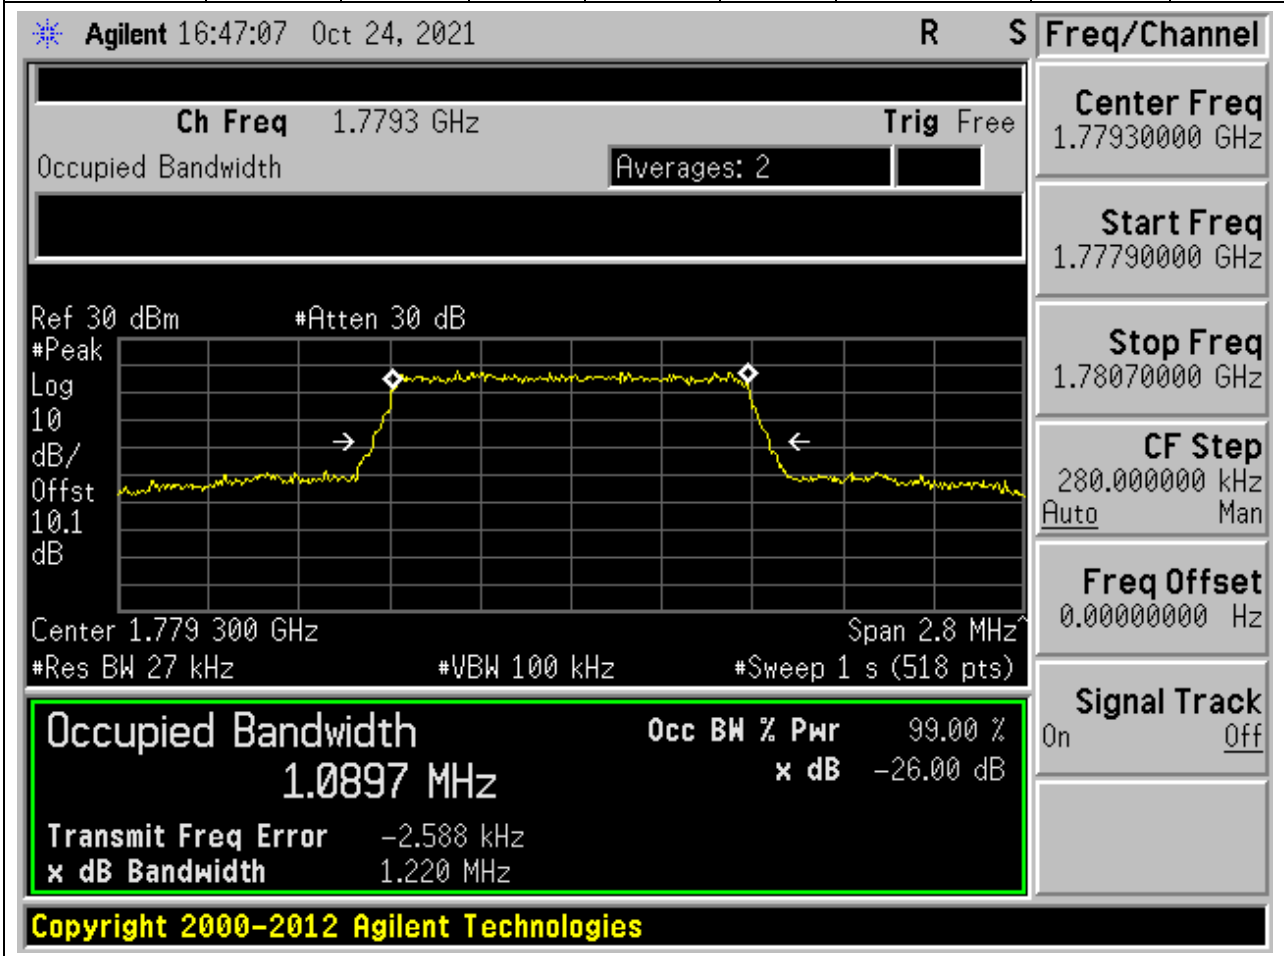 Agilent 16:47:07 Oct 24, 2021 R S
Freq/Channel
Ch Freq 1.7793 GHz Trig Free
Occupied Bandwidth Averages: 2
Center Freq
1.77930000 GHz
Start Freq
1.77790000 GHz
Stop Freq
1.78070000 GHz
CF Step
280.000000 kHz
Auto Man
Freq Offset
0.00000000 Hz
Signal Track
On Off
Ref 30 dBm #Atten 30 dB
#Peak
Log
10
dB/
Offst
10.1
dB
Center 1.779 300 GHz Span 2.8 MHz^
#Res BW 27 kHz #VBW 100 kHz #Sweep 1 s (518 pts)
Occupied Bandwidth Occ BW % Pwr 99.00 %
1.0897 MHz x dB -26.00 dB
Transmit Freq Error -2.588 kHz
x dB Bandwidth 1.220 MHz
Copyright 2000-2012 Agilent Technologies